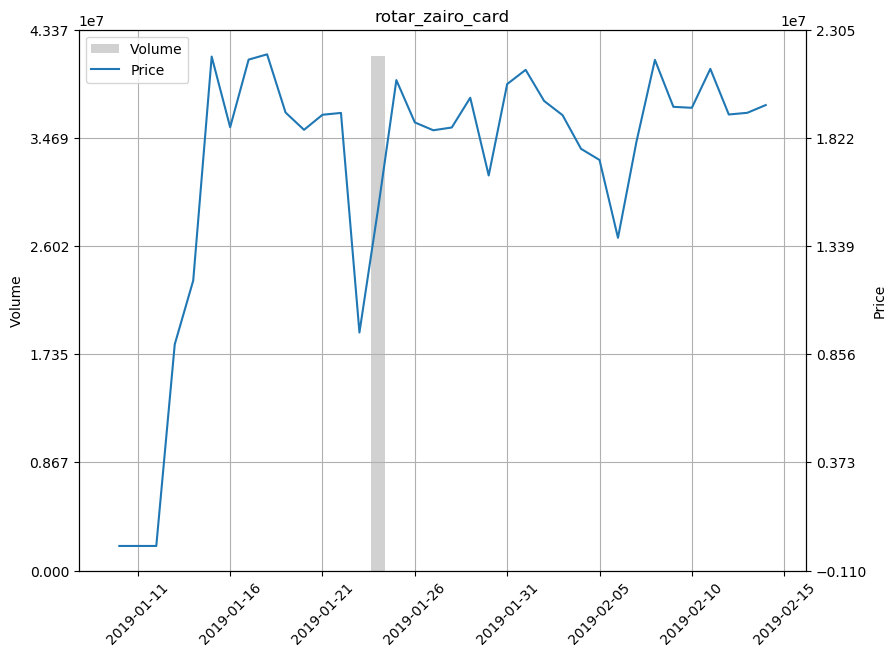 rotar_zairo_card
1e7
1e7
Volume
Price
4.337
3.469
2.602
1.735
0.867
0.000
Volume
2.305
1.822
1.339
0.856
0.373
−0.110
Price
2019-01-11
2019-01-16
2019-01-21
2019-01-26
2019-01-31
2019-02-05
2019-02-10
2019-02-15